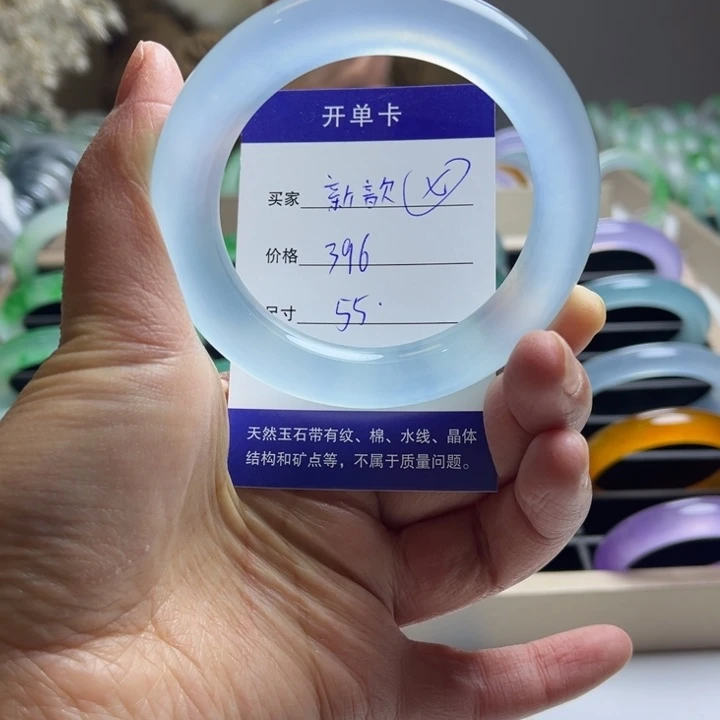 开单卡
买家 新款
价格 396
尺寸 55
天然玉石带有纹、棉、水线、晶体
结构和矿点等，不属于质量问题。